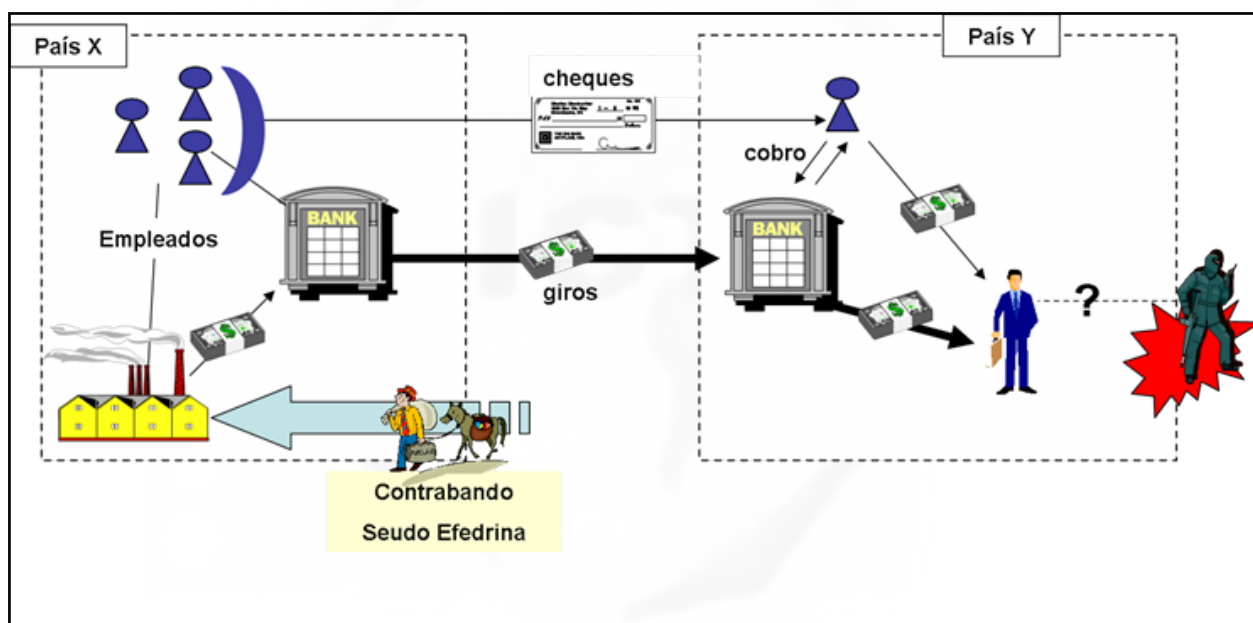 País X
País Y
cheques
cobro
BANK
BANK
Empleados
giros
?
Contrabando
Seudo Efedrina